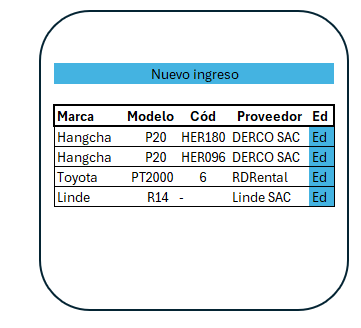 Nuevo ingreso
Marca Modelo Cód Proveedor Ed
Hangcha P20 HER180 DERCO SAC Ed
Hangcha P20 HER096 DERCO SAC Ed
Toyota PT2000 6 RDRental Ed
Linde R14 - Linde SAC Ed